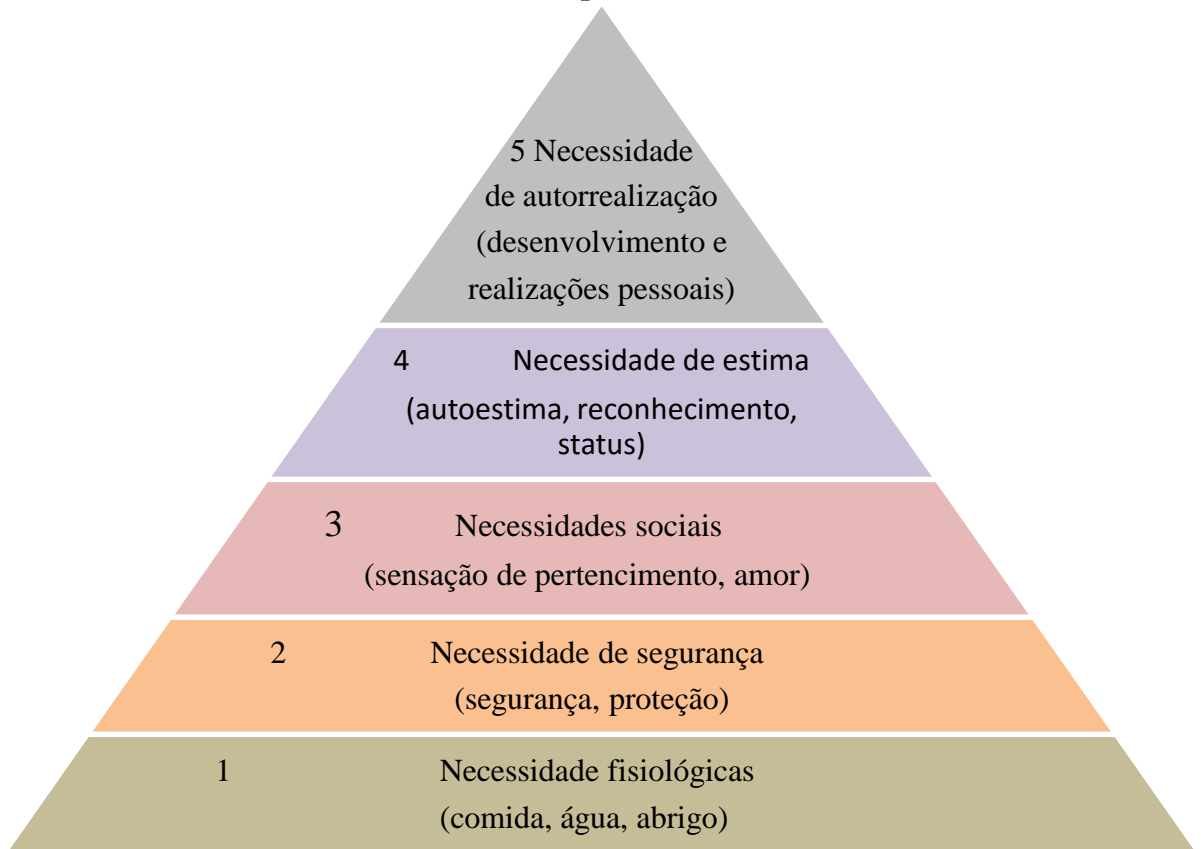 5 Necessidade
de autorrealização
(desenvolvimento e
realizações pessoais)
4 Necessidade de estima
(autoestima, reconhecimento,
status)
3 Necessidades sociais
(sensação de pertencimento, amor)
2 Necessidade de segurança
(segurança, proteção)
1 Necessidade fisiológicas
(comida, água, abrigo)